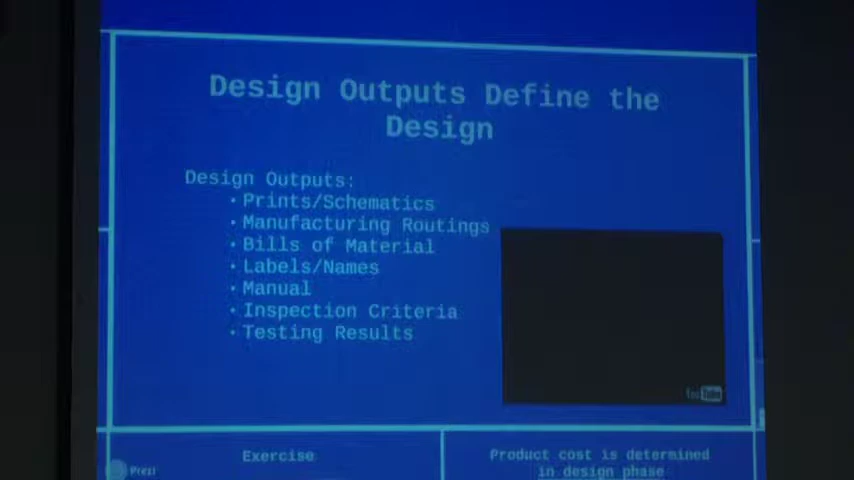 Design Outputs Define the
Design
Design Outputs:
• Prints/Schematics
• Manufacturing Routings
• Bills of Material
• Labels/Names
• Manual
• Inspection Criteria
• Testing Results
YouTube
Exercise
Product cost is determined
in design phase
Prezi